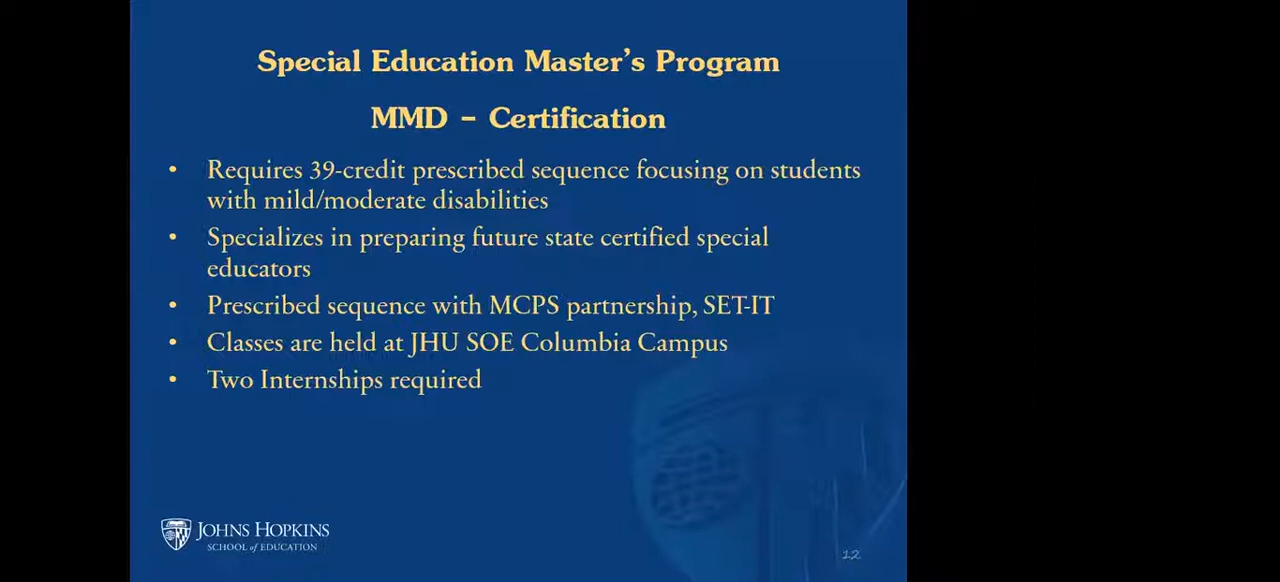 Special Education Master's Program
MMD - Certification
• Requires 39-credit prescribed sequence focusing on students
with mild/moderate disabilities
• Specializes in preparing future state certified special
educators
• Prescribed sequence with MCPS partnership, SET-IT
• Classes are held at JHU SOE Columbia Campus
• Two Internships required
JOHNS HOPKINS
SCHOOL of EDUCATION
12